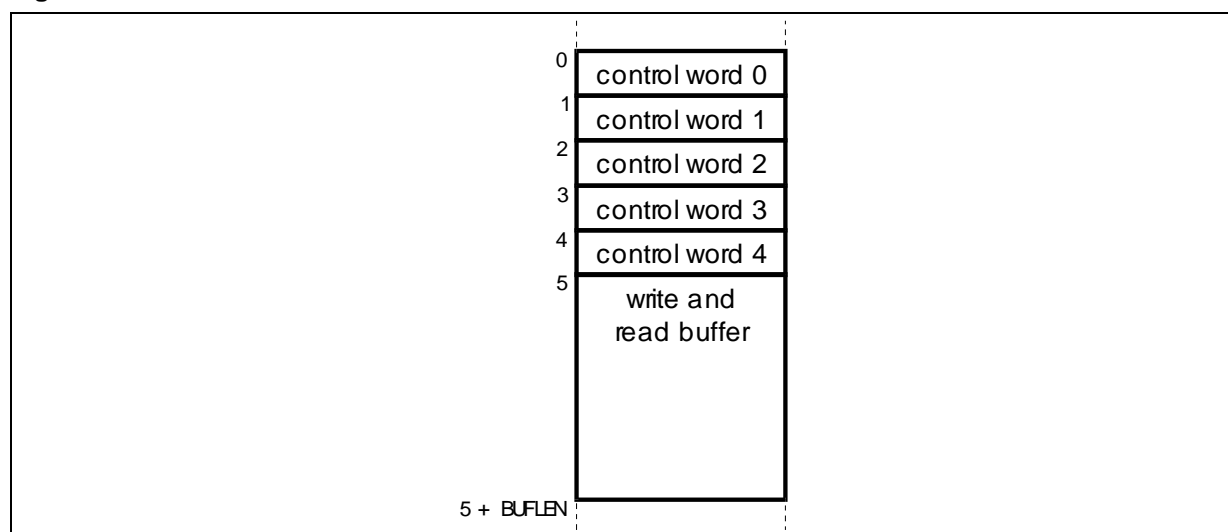 0
control word 0
1
control word 1
2
control word 2
3
control word 3
4
control word 4
5
write and
read buffer
5 + BUFLEN